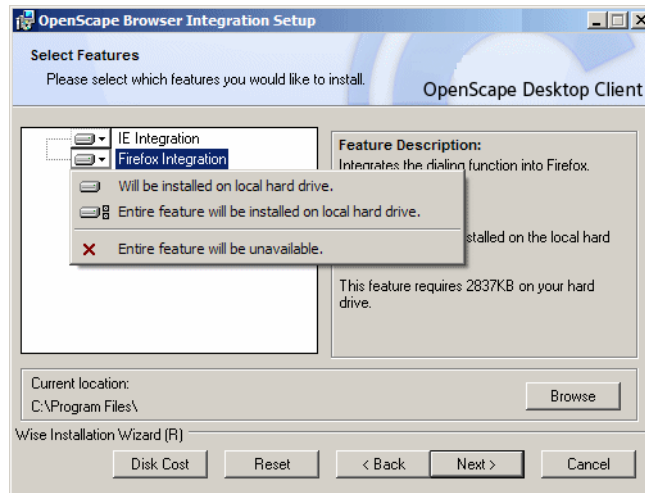 OpenScape Browser Integration Setup
Select Features
Please select which features you would like to install.
OpenScape Desktop Client
IE Integration
Firefox Integration
Will be installed on local hard drive.
Entire feature will be installed on local hard drive.
Entire feature will be unavailable.
Feature Description:
Integrates the dialing function into Firefox.
stalled on the local hard
This feature requires 2837KB on your hard
drive.
Current location:
C:\Program Files\
Browse
Wise Installation Wizard (R)
Disk Cost
Reset
< Back
Next >
Cancel